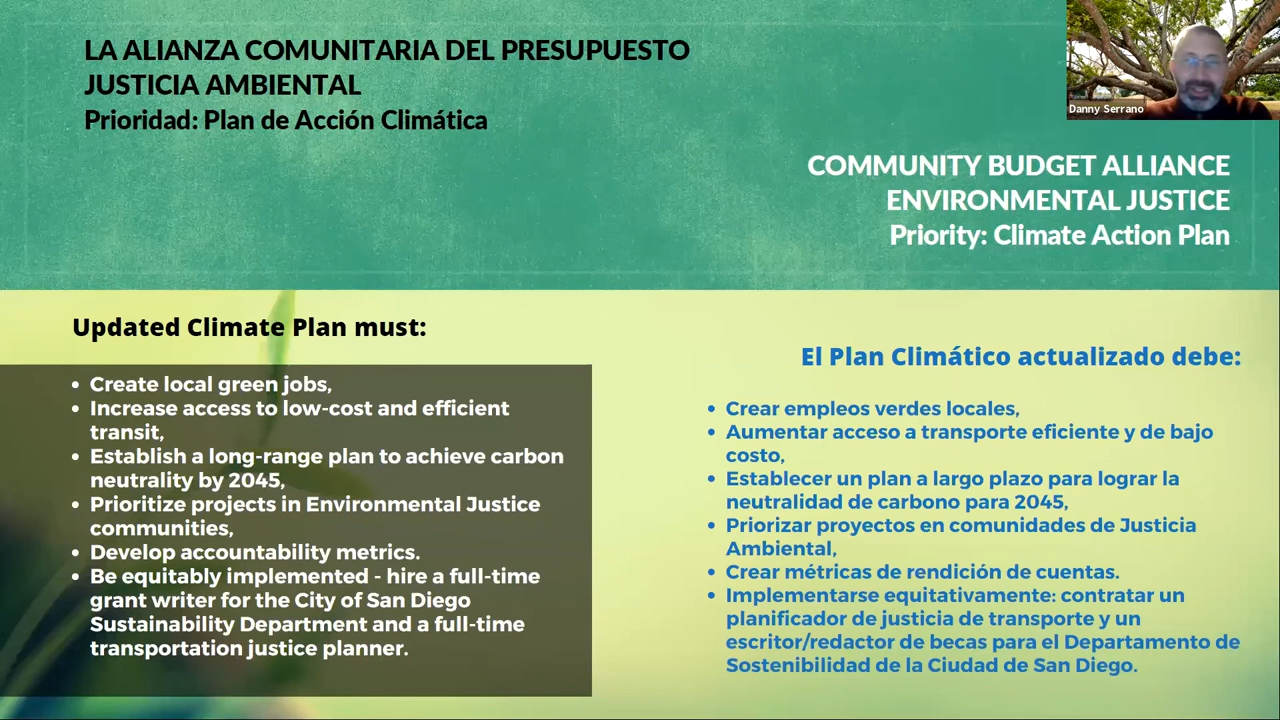 LA ALIANZA COMUNITARIA DEL PRESUPUESTO
JUSTICIA AMBIENTAL
Prioridad: Plan de Acción Climática
Danny Serrano
COMMUNITY BUDGET ALLIANCE
ENVIRONMENTAL JUSTICE
Priority: Climate Action Plan
Updated Climate Plan must:
• Create local green jobs,
• Increase access to low-cost and efficient
transit,
• Establish a long-range plan to achieve carbon
neutrality by 2045,
• Prioritize projects in Environmental Justice
communities,
• Develop accountability metrics.
• Be equitably implemented - hire a full-time
grant writer for the City of San Diego
Sustainability Department and a full-time
transportation justice planner.
El Plan Climático actualizado debe:
• Crear empleos verdes locales,
• Aumentar acceso a transporte eficiente y de bajo
costo,
• Establecer un plan a largo plazo para lograr la
neutralidad de carbono para 2045,
• Priorizar proyectos en comunidades de Justicia
Ambiental,
• Crear métricas de rendición de cuentas.
• Implementarse equitativamente: contratar un
planificador de justicia de transporte y un
escritor/redactor de becas para el Departamento de
Sostenibilidad de la Ciudad de San Diego.